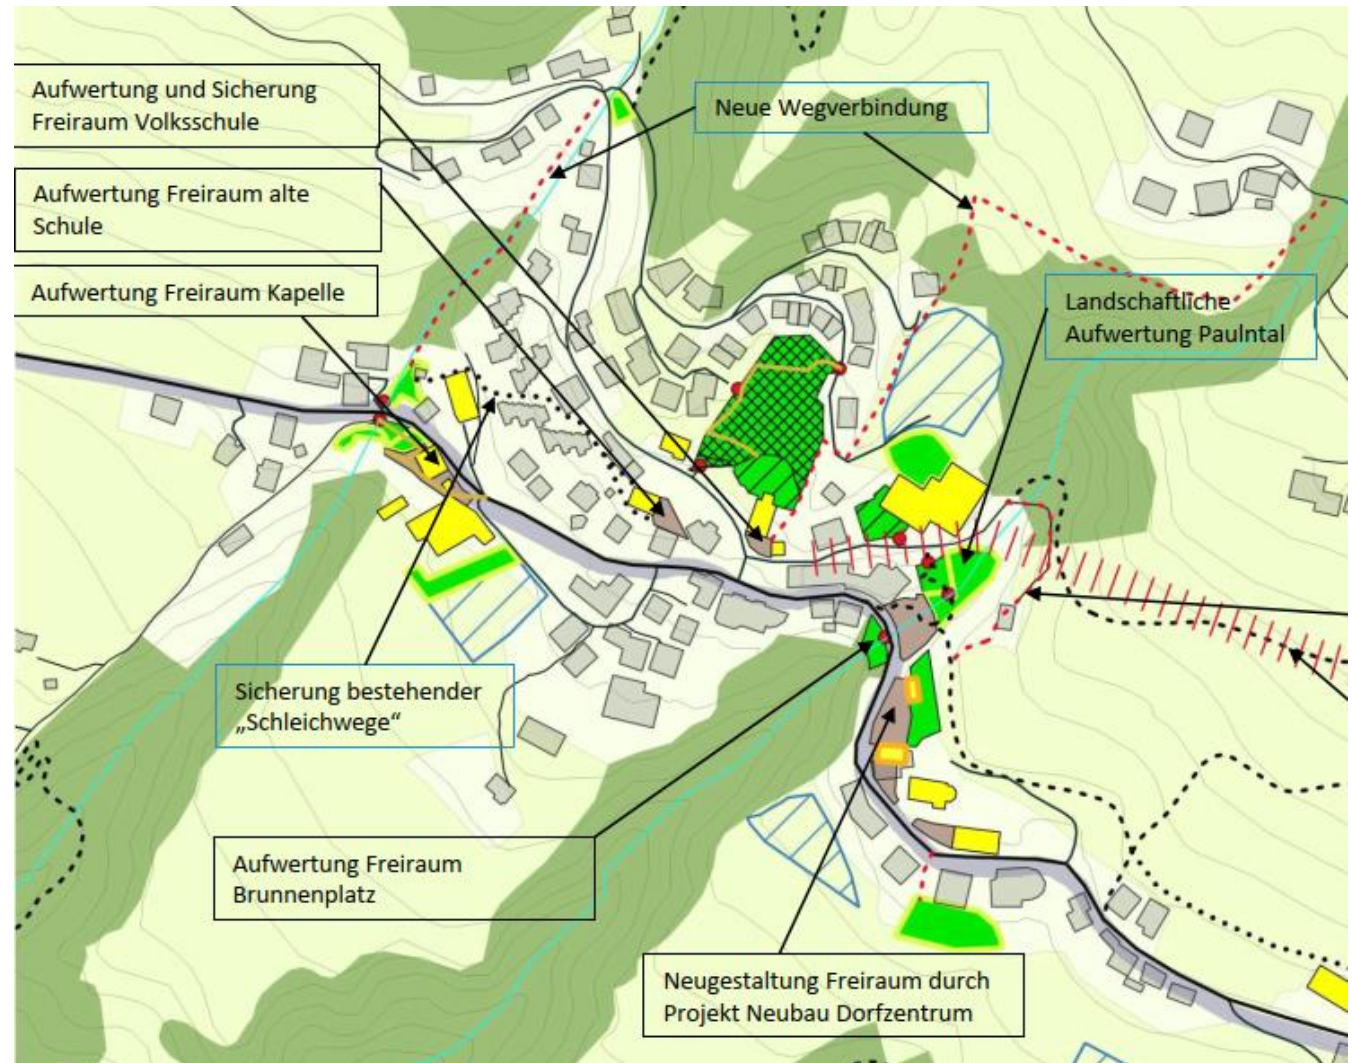 Aufwertung und Sicherung
Freiraum Volksschule
Neue Wegverbindung
Aufwertung Freiraum alte
Schule
Aufwertung Freiraum Kapelle
Landschaftliche
Aufwertung Paulntal
Sicherung bestehender
„Schleichwege“
Aufwertung Freiraum
Brunnenplatz
Neugestaltung Freiraum durch
Projekt Neubau Dorfzentrum